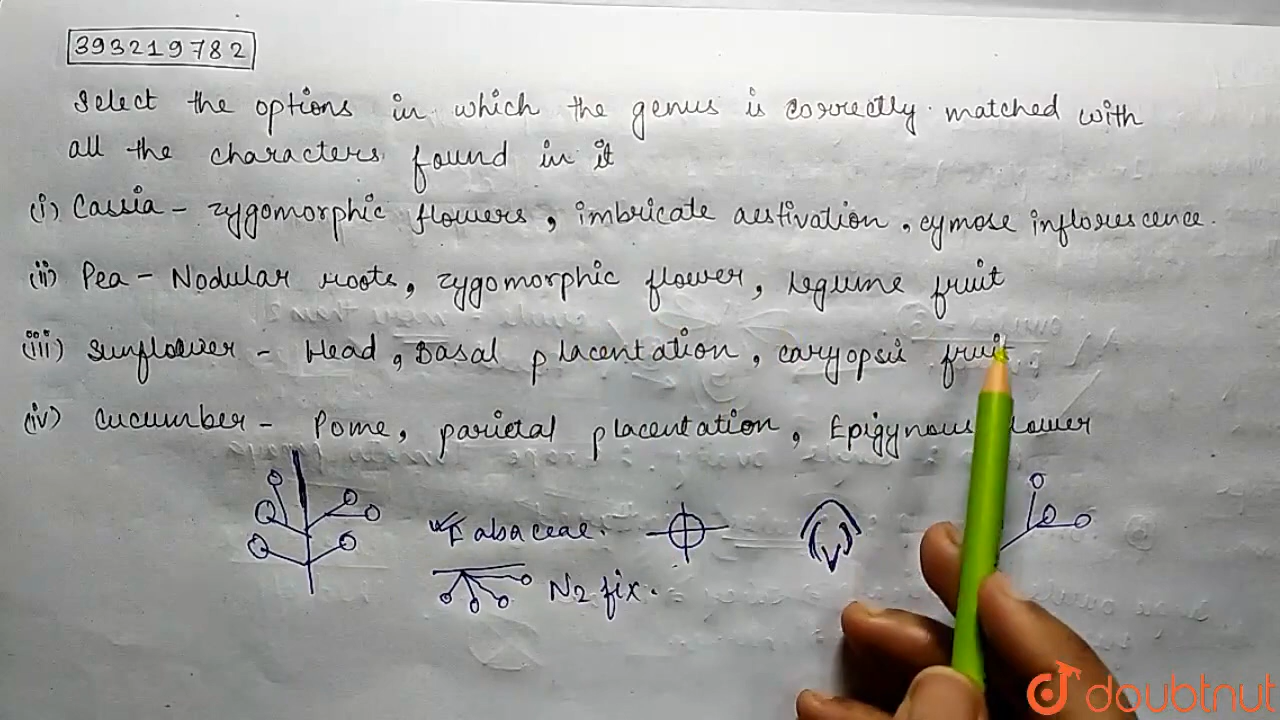 393219782
Select the options in which the genus is correctly matched with
all the characters found in it
(i) Cassia - zygomorphic flowers, imbricate aestivation, cymose inflorescence.
(ii) Pea - Nodular roots, zygomorphic flower, legume fruit
(iii) Sunflower - Head, Basal placentation, caryopsis fruit.
(iv) Cucumber - Pome, parietal placentation, Epigynous flower
Fabaceae.
N2 fix.
doubtnut